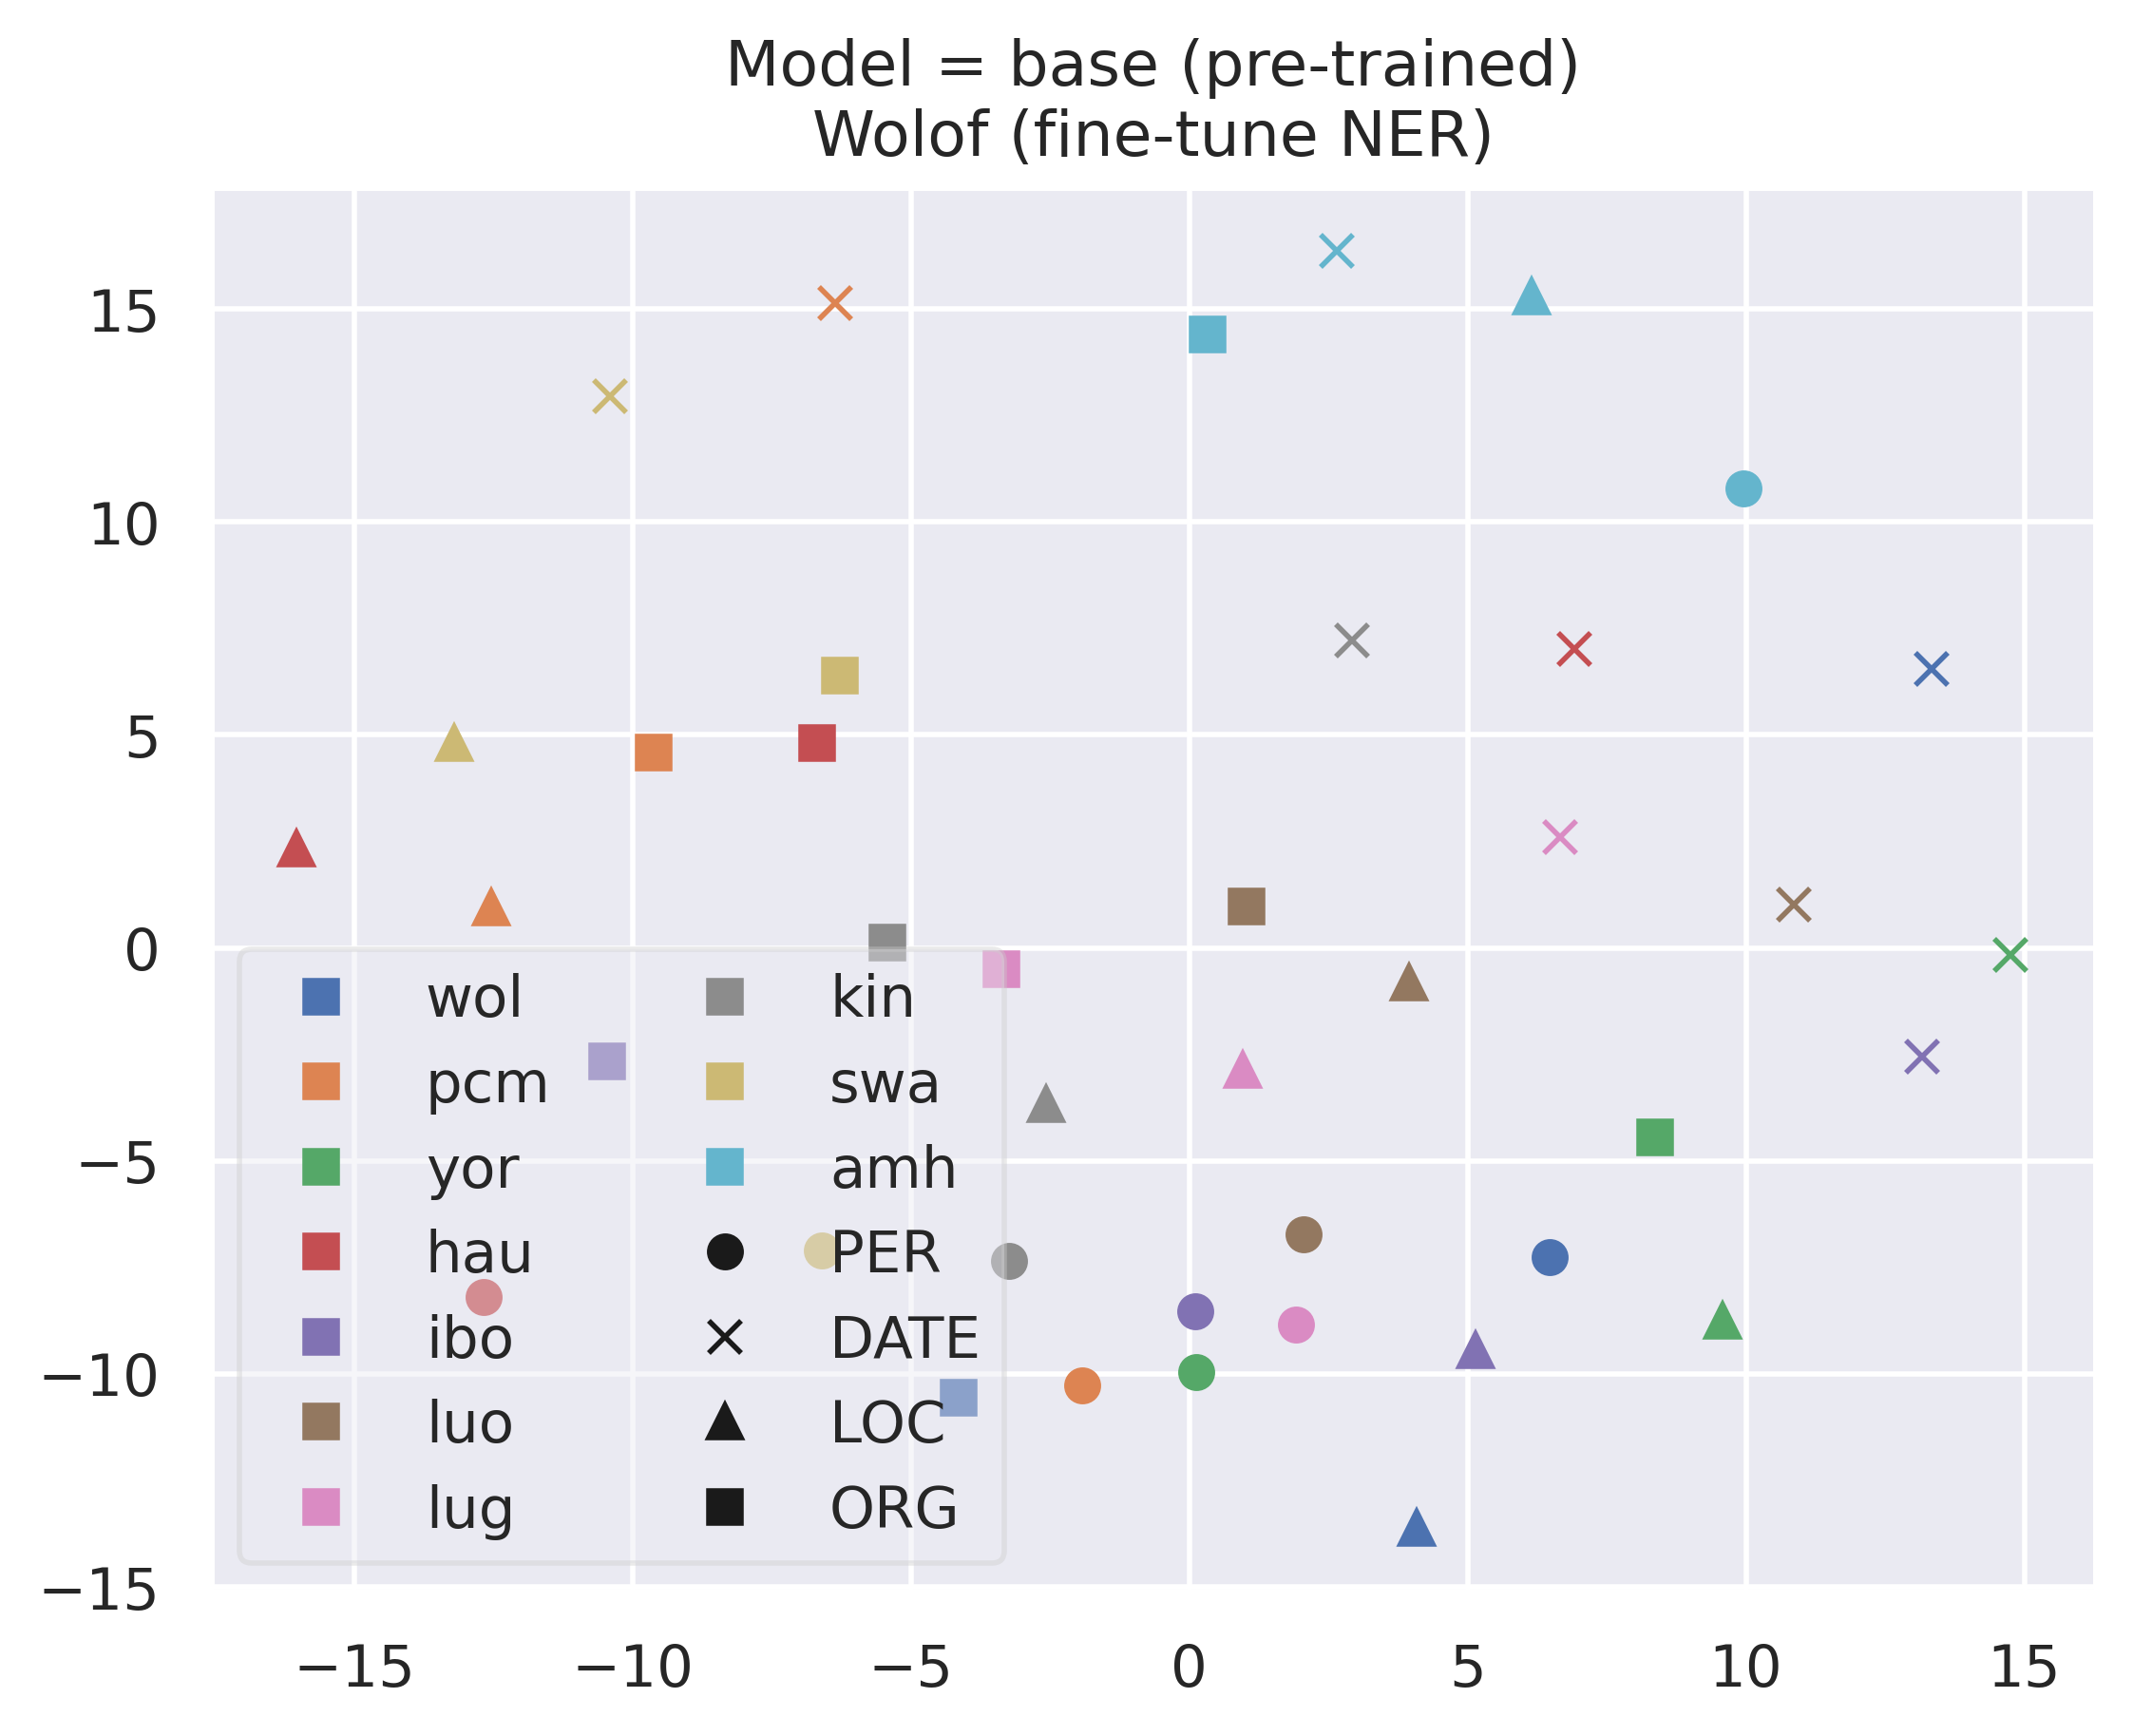 Model = base (pre-trained)
Wolof (fine-tune NER)
15
10
5
0
−5
−10
−15
wol
pcm
yor
hau
ibo
luo
lug
kin
swa
amh
PER
DATE
LOC
ORG
−15 −10 −5 0 5 10 15